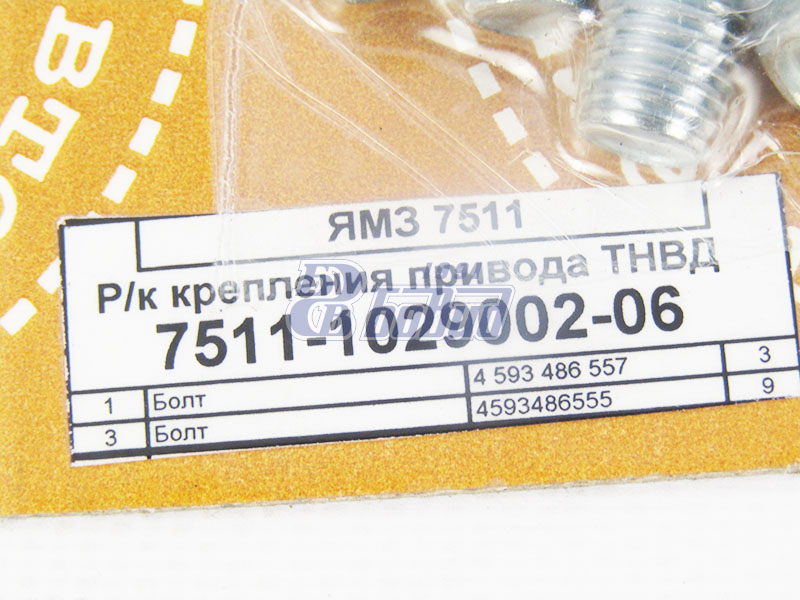 ВТО
ЯМЗ 7511
Р/к крепления привода ТНВД
7511-1029002-06
1 Болт 4 593 486 557 3
3 Болт 4593486555 9